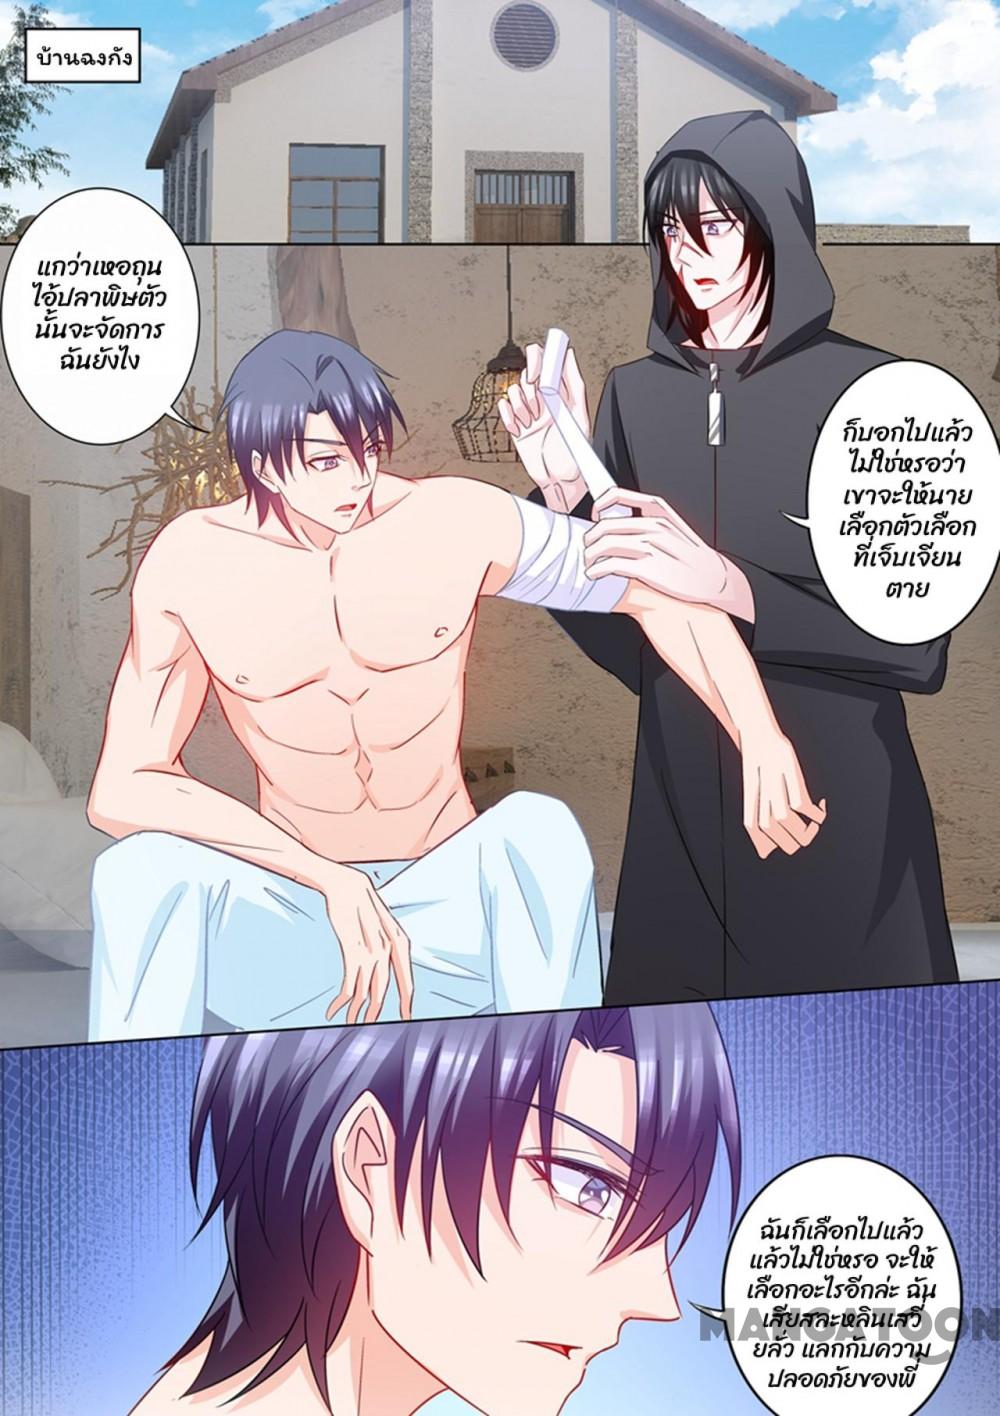 บ้านฉงกัง
แกว่าเหอถุน
ไอ้ปลาพิษตัว
นั้นจะจัดการ
ฉันยังไง
ก็บอกไปแล้ว
ไม่ใช่หรอว่า
เขาจะให้นาย
เลือกตัวเลือก
ที่เจ็บเจียน
ตาย
ฉันก็เลือกไปแล้ว
แล้วไม่ใช่หรอ จะให้
เลือกอะไรอีกล่ะ ฉัน
เสียสละหลินเสวี่
ยลั่ว แลกกับความ
ปลอดภัยของพี่
MANGATOON